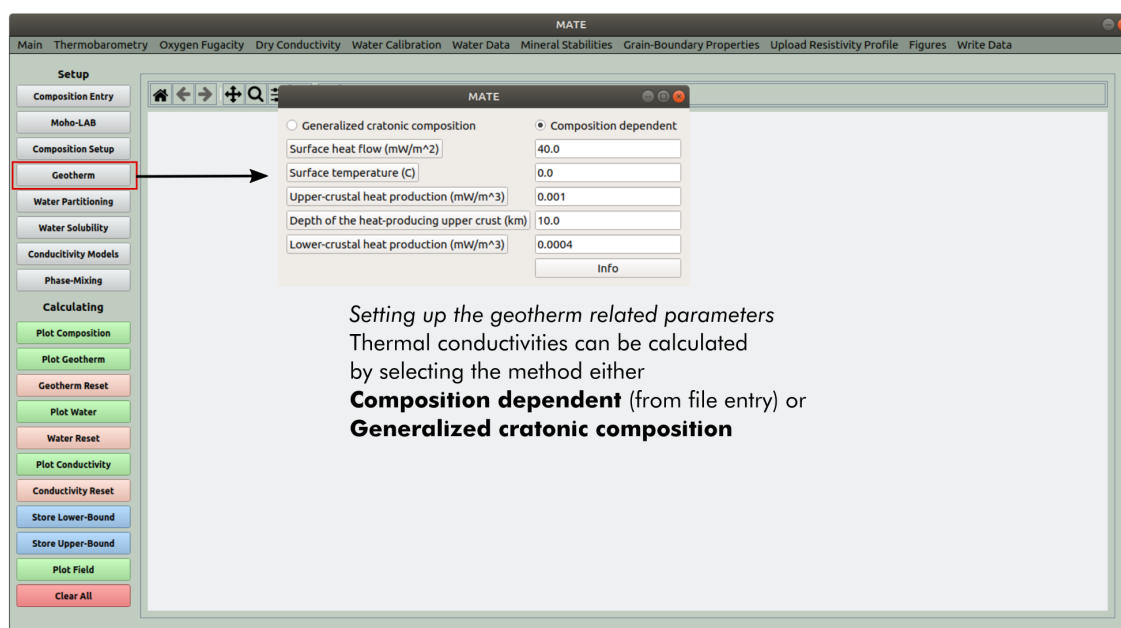 MATE
Main Thermobarometry Oxygen Fugacity Dry Conductivity Water Calibration Water Data Mineral Stabilities Grain-Boundary Properties Upload Resistivity Profile Figures Write Data
Setup
Composition Entry
Moho-LAB
Composition Setup
Geotherm
Water Partitioning
Water Solubility
Conducitivity Models
Phase-Mixing
Calculating
Plot Composition
Plot Geotherm
Geotherm Reset
Plot Water
Water Reset
Plot Conductivity
Conductivity Reset
Store Lower-Bound
Store Upper-Bound
Plot Field
Clear All
MATE
Generalized cratonic composition Composition dependent
Surface heat flow (mW/m^2) 40.0
Surface temperature (C) 0.0
Upper-crustal heat production (mW/m^3) 0.001
Depth of the heat-producing upper crust (km) 10.0
Lower-crustal heat production (mW/m^3) 0.0004
Info
Setting up the geotherm related parameters
Thermal conductivities can be calculated
by selecting the method either
Composition dependent (from file entry) or
Generalized cratonic composition